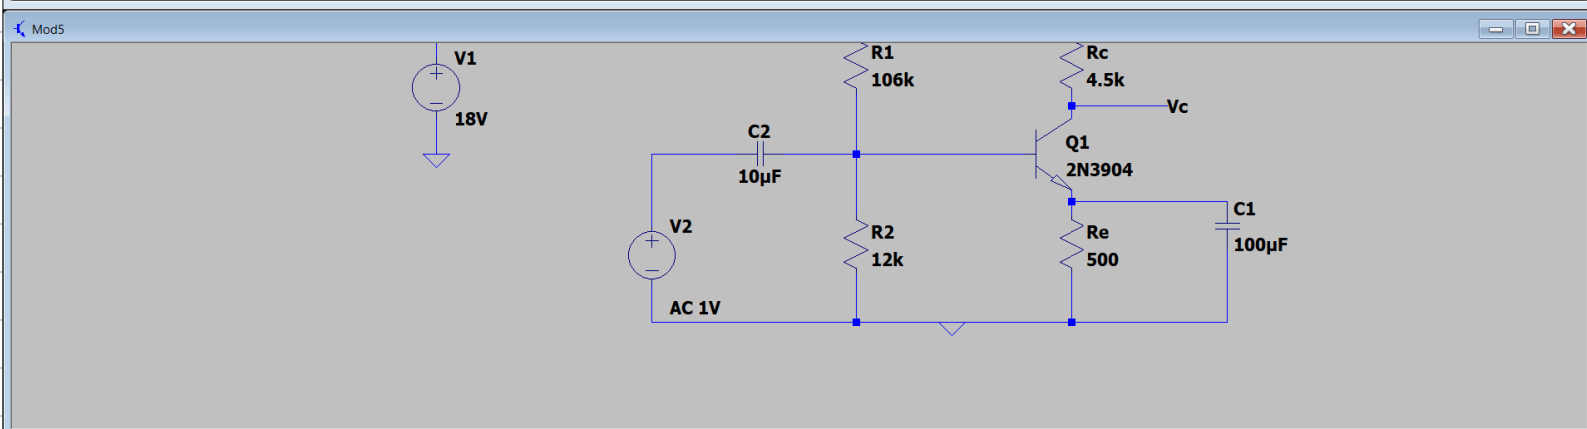 Mod5
V1
18V
R1
106k
Rc
4.5k
Vc
C2
10µF
Q1
2N3904
V2
AC 1V
R2
12k
Re
500
C1
100µF